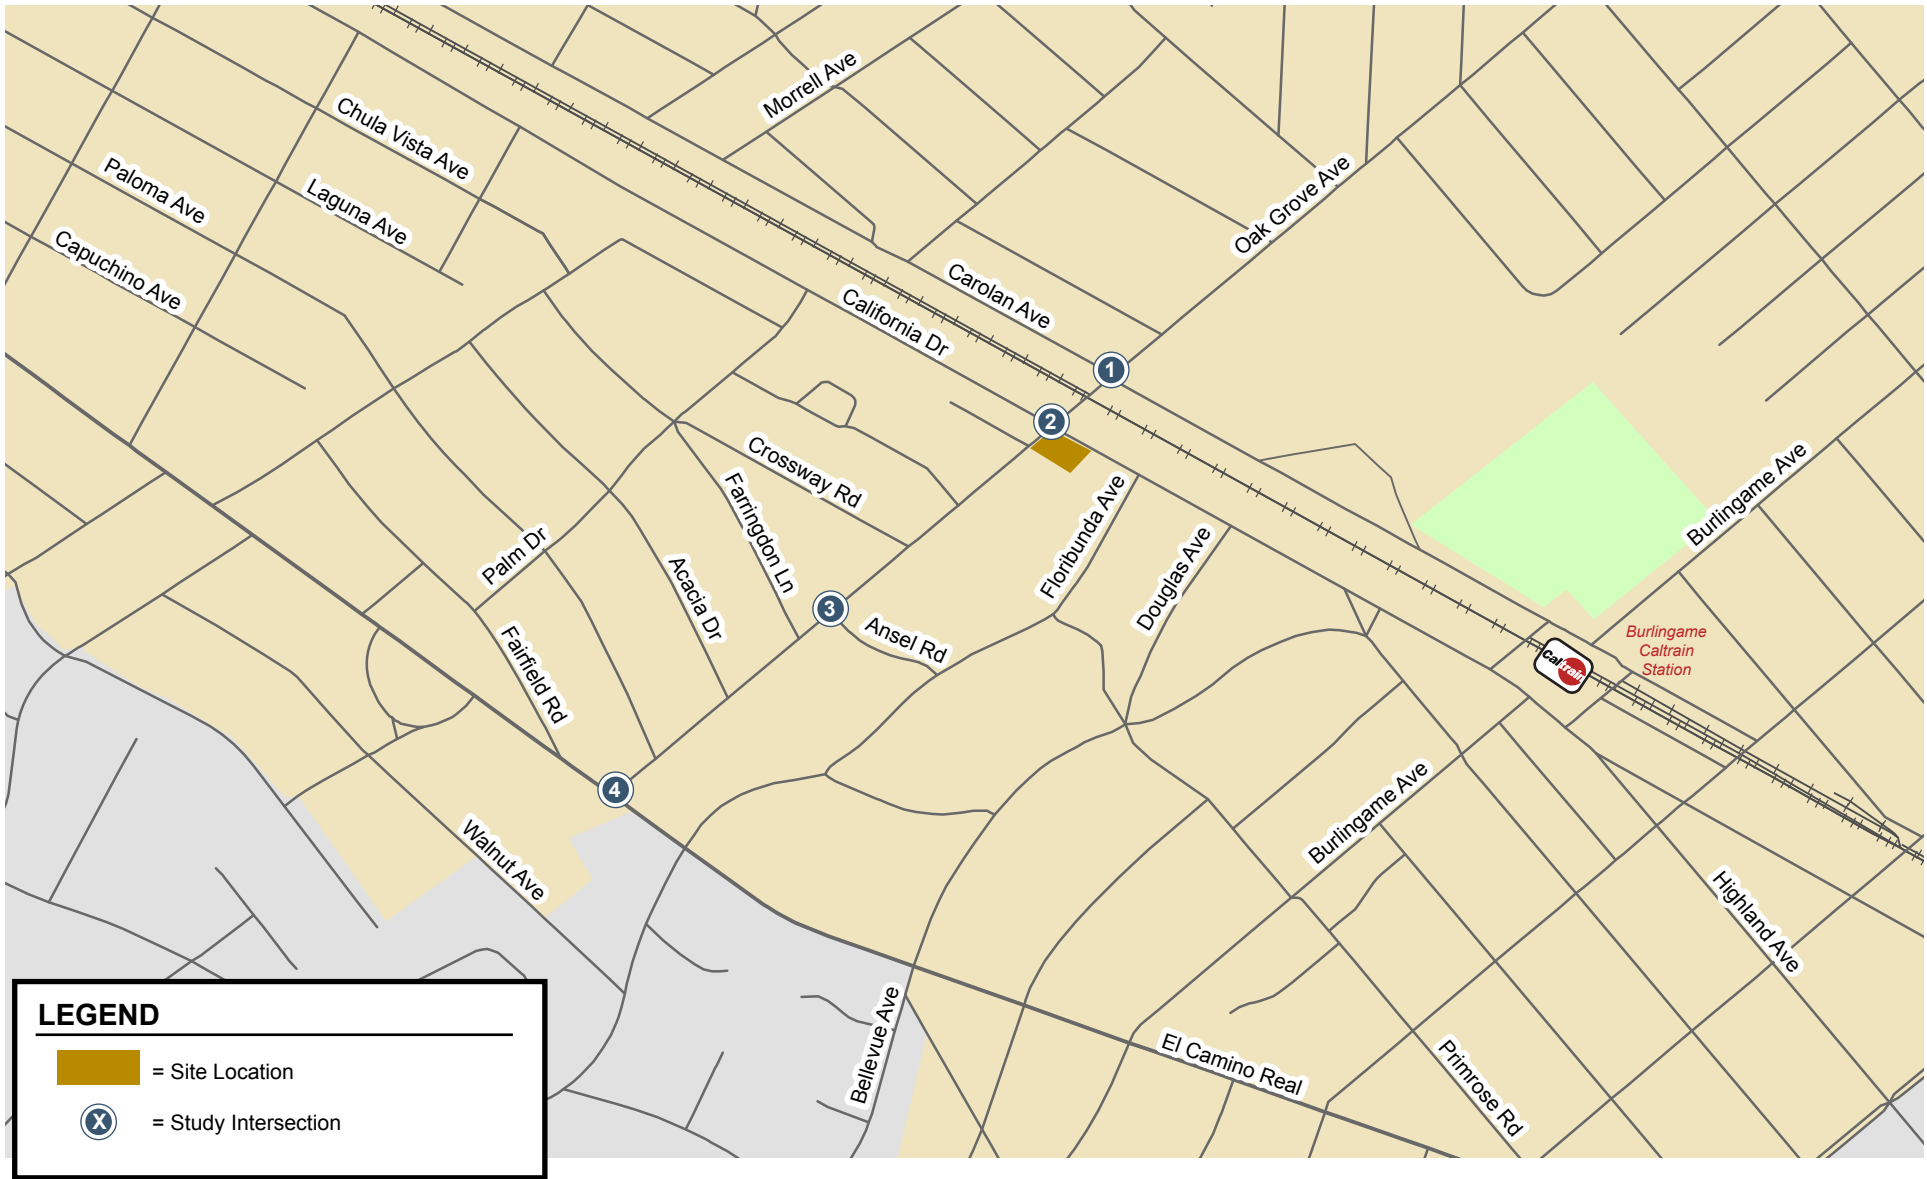 Morrell Ave
Chula Vista Ave
Paloma Ave
Laguna Ave
Capuchino Ave
Oak Grove Ave
Carolan Ave
California Dr
1
2
Crossway Rd
Farringdon Ln
Floribunda Ave
Burlingame Ave
Palm Dr
Acacia Dr
Douglas Ave
3
Ansel Rd
Fairfield Rd
Burlingame
Caltrain
Station
Caltrain
4
Walnut Ave
Burlingame Ave
Highland Ave
Bellevue Ave
El Camino Real
Primrose Rd
LEGEND
= Site Location
X
= Study Intersection